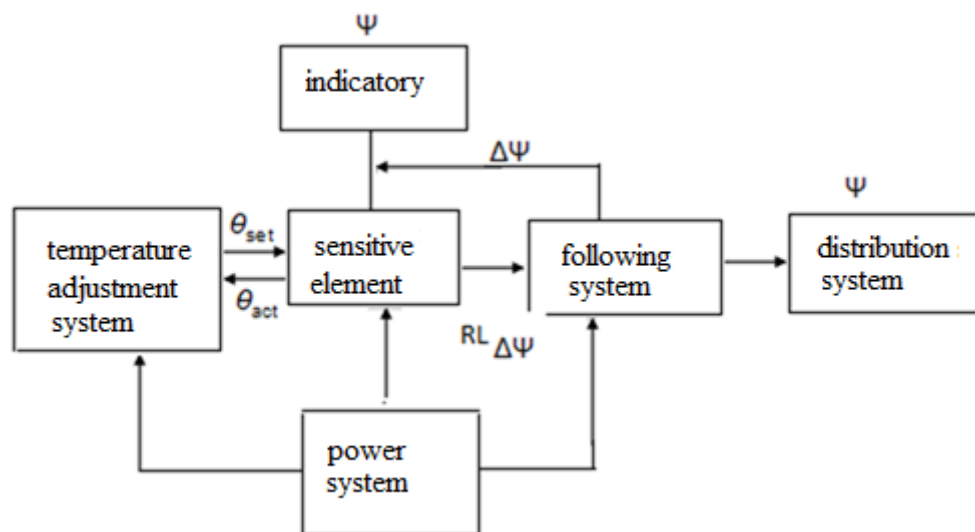 Ψ
indicatory
ΔΨ
Ψ
temperature
adjustment
system
θset
θact
sensitive
element
following
system
distribution
system
RL ΔΨ
power
system